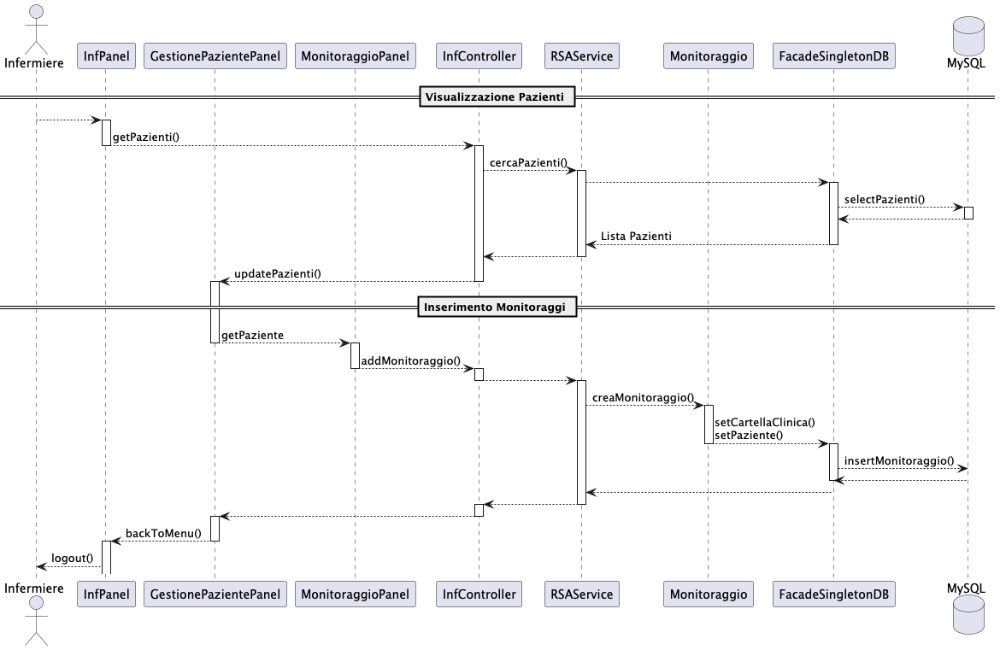 Infermiere
InfPanel
GestionePazientePanel
MonitoraggioPanel
InfController
RSAService
Monitoraggio
FacadeSingletonDB
MySQL
Visualizzazione Pazienti
getPazienti()
cercaPazienti()
selectPazienti()
Lista Pazienti
updatePazienti()
Inserimento Monitoraggi
getPaziente
addMonitoraggio()
creaMonitoraggio()
setCartellaClinica()
setPaziente()
insertMonitoraggio()
backToMenu()
logout()
Infermiere
InfPanel
GestionePazientePanel
MonitoraggioPanel
InfController
RSAService
Monitoraggio
FacadeSingletonDB
MySQL